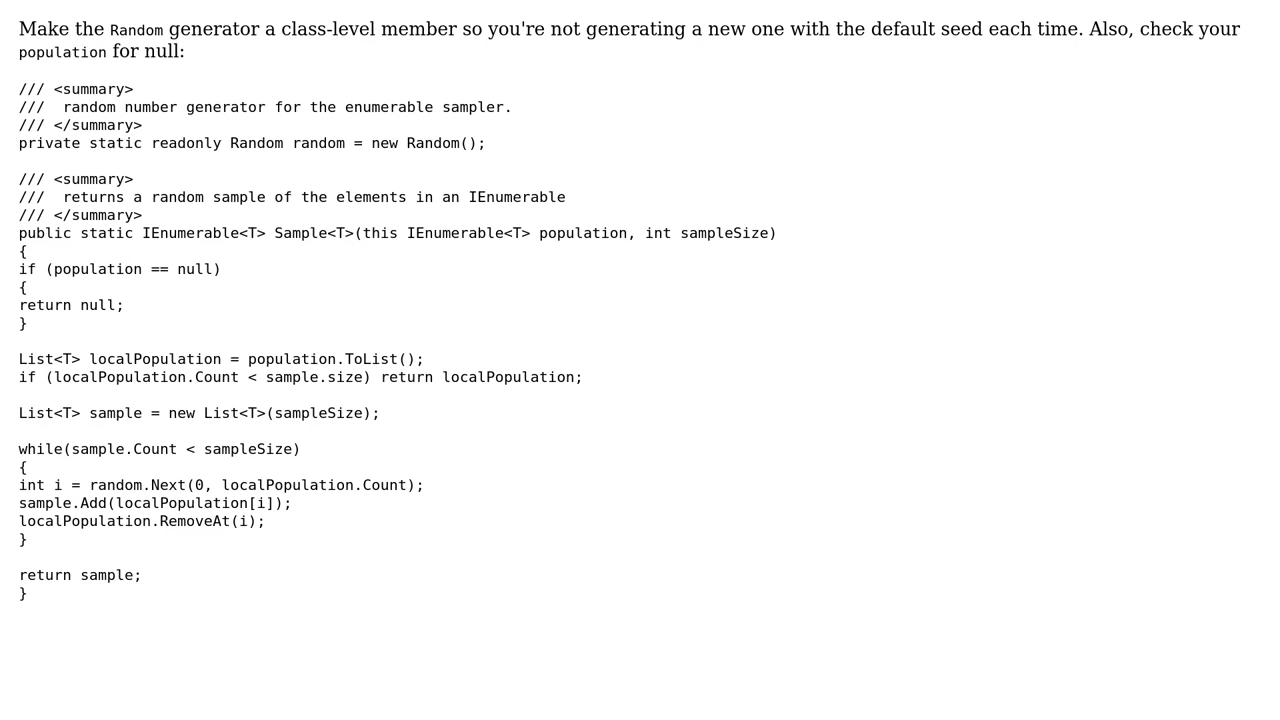 Make the Random generator a class-level member so you're not generating a new one with the default seed each time. Also, check your
population for null:
/// <summary>
///  random number generator for the enumerable sampler.
/// </summary>
private static readonly Random random = new Random();
/// <summary>
///  returns a random sample of the elements in an IEnumerable
/// </summary>
public static IEnumerable<T> Sample<T>(this IEnumerable<T> population, int sampleSize)
{
if (population == null)
{
return null;
}
List<T> localPopulation = population.ToList();
if (localPopulation.Count < sample.size) return localPopulation;
List<T> sample = new List<T>(sampleSize);
while(sample.Count < sampleSize)
{
int i = random.Next(0, localPopulation.Count);
sample.Add(localPopulation[i]);
localPopulation.RemoveAt(i);
}
return sample;
}